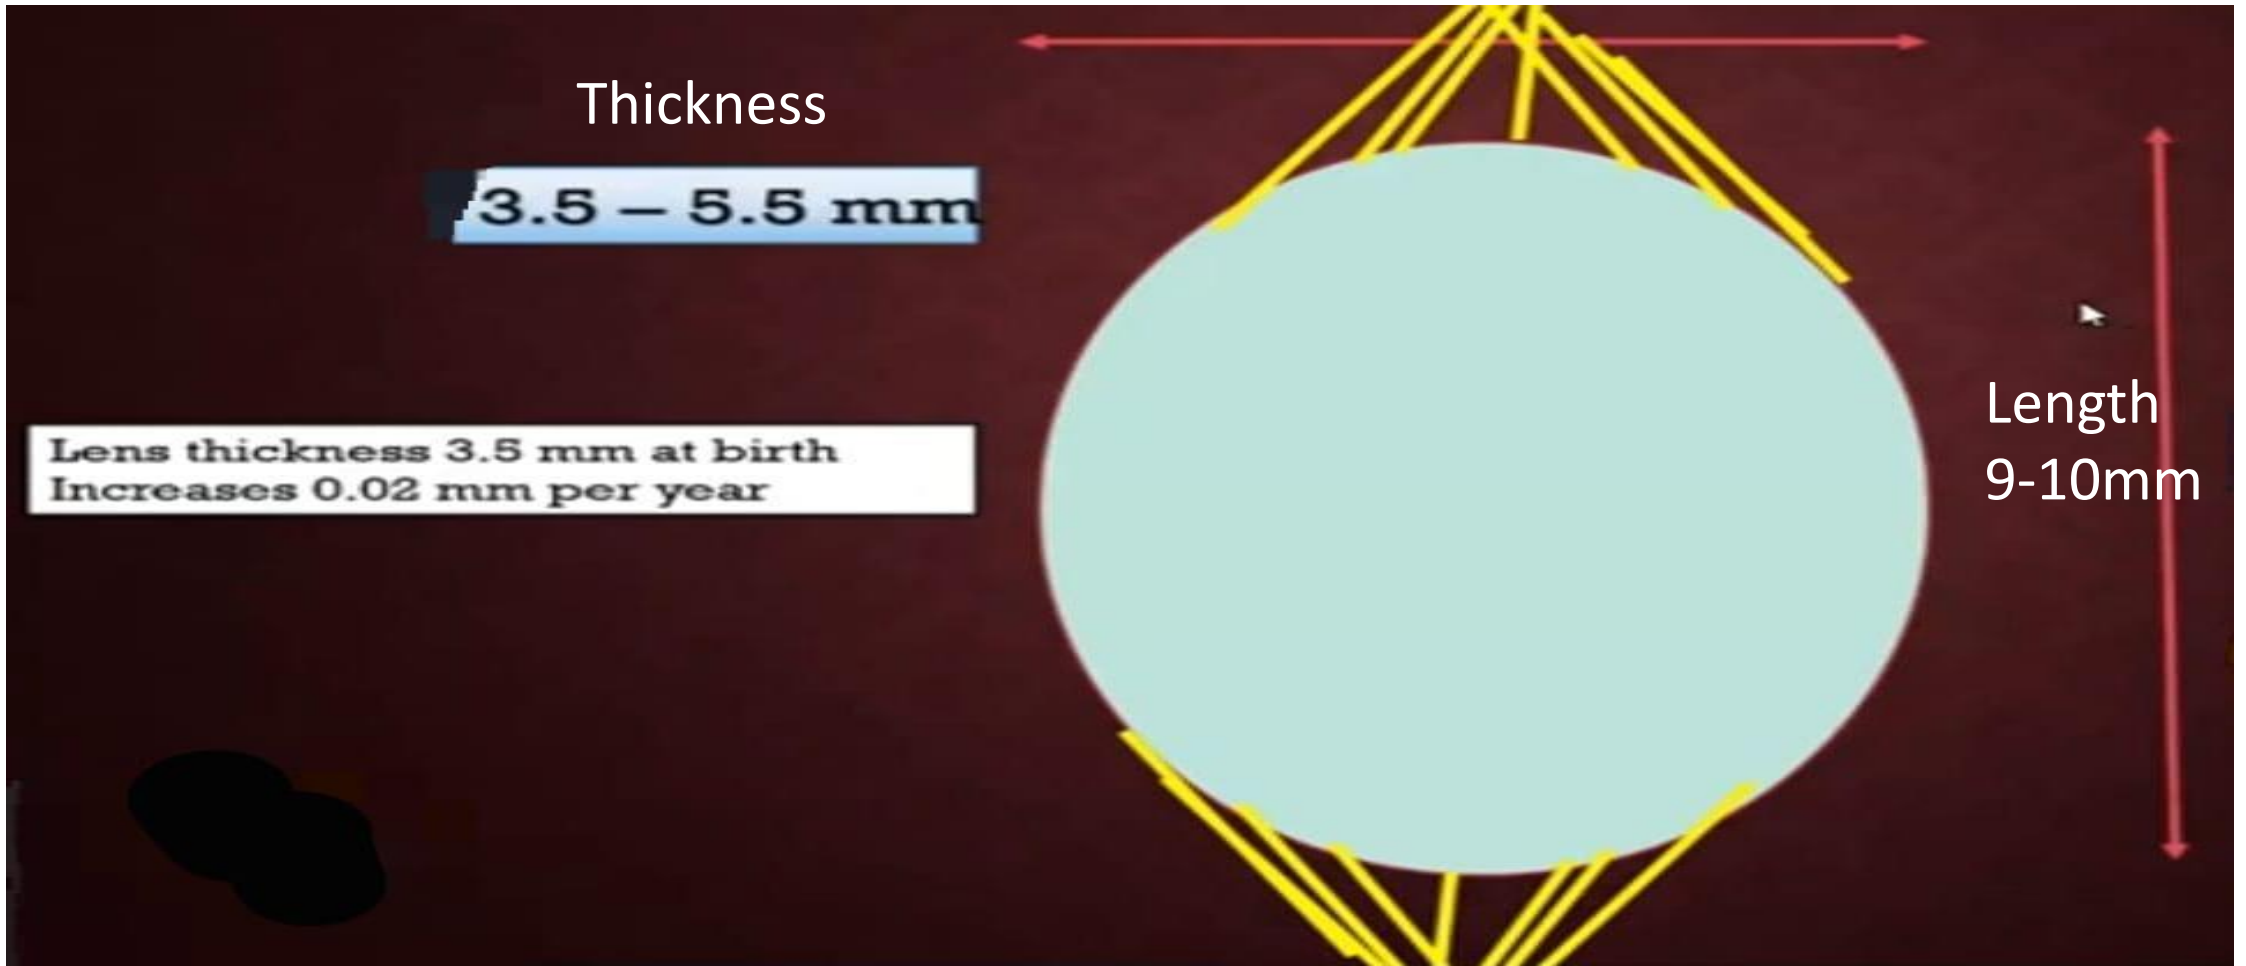 Thickness
3.5 – 5.5 mm
Lens thickness 3.5 mm at birth
Increases 0.02 mm per year
Length
9-10mm